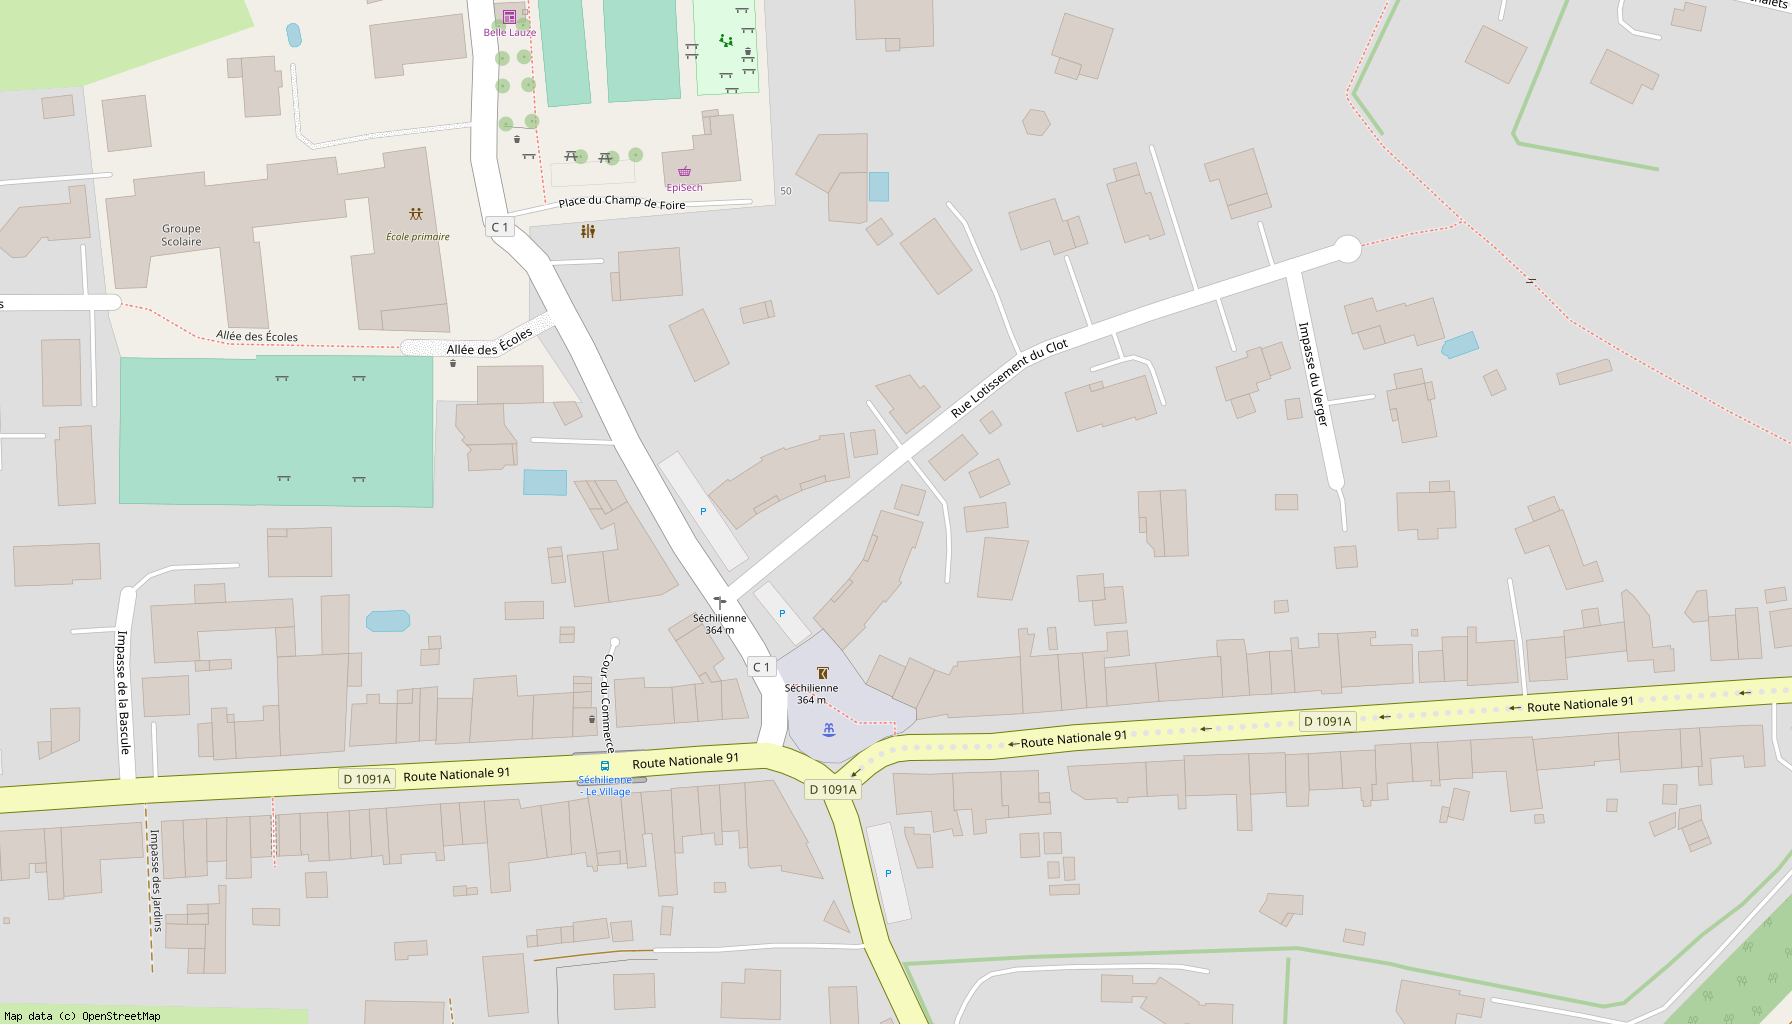 halets
Belle Lauze
EpiSech
50
Place du Champ de Foire
C 1
Groupe
Scolaire
École primaire
s
Allée des Écoles
Allée des Écoles
Rue Lotissement du Clot
Impasse du Verger
P
P
Séchilienne
364 m
C 1
Séchilienne
364 m
Impasse de la Bascule
Cour du Commerce
Route Nationale 91
D 1091A
Route Nationale 91
Route Nationale 91
D 1091A
Route Nationale 91
D 1091A
Séchilienne
- Le Village
Impasse des Jardins
P
Map data (c) OpenStreetMap